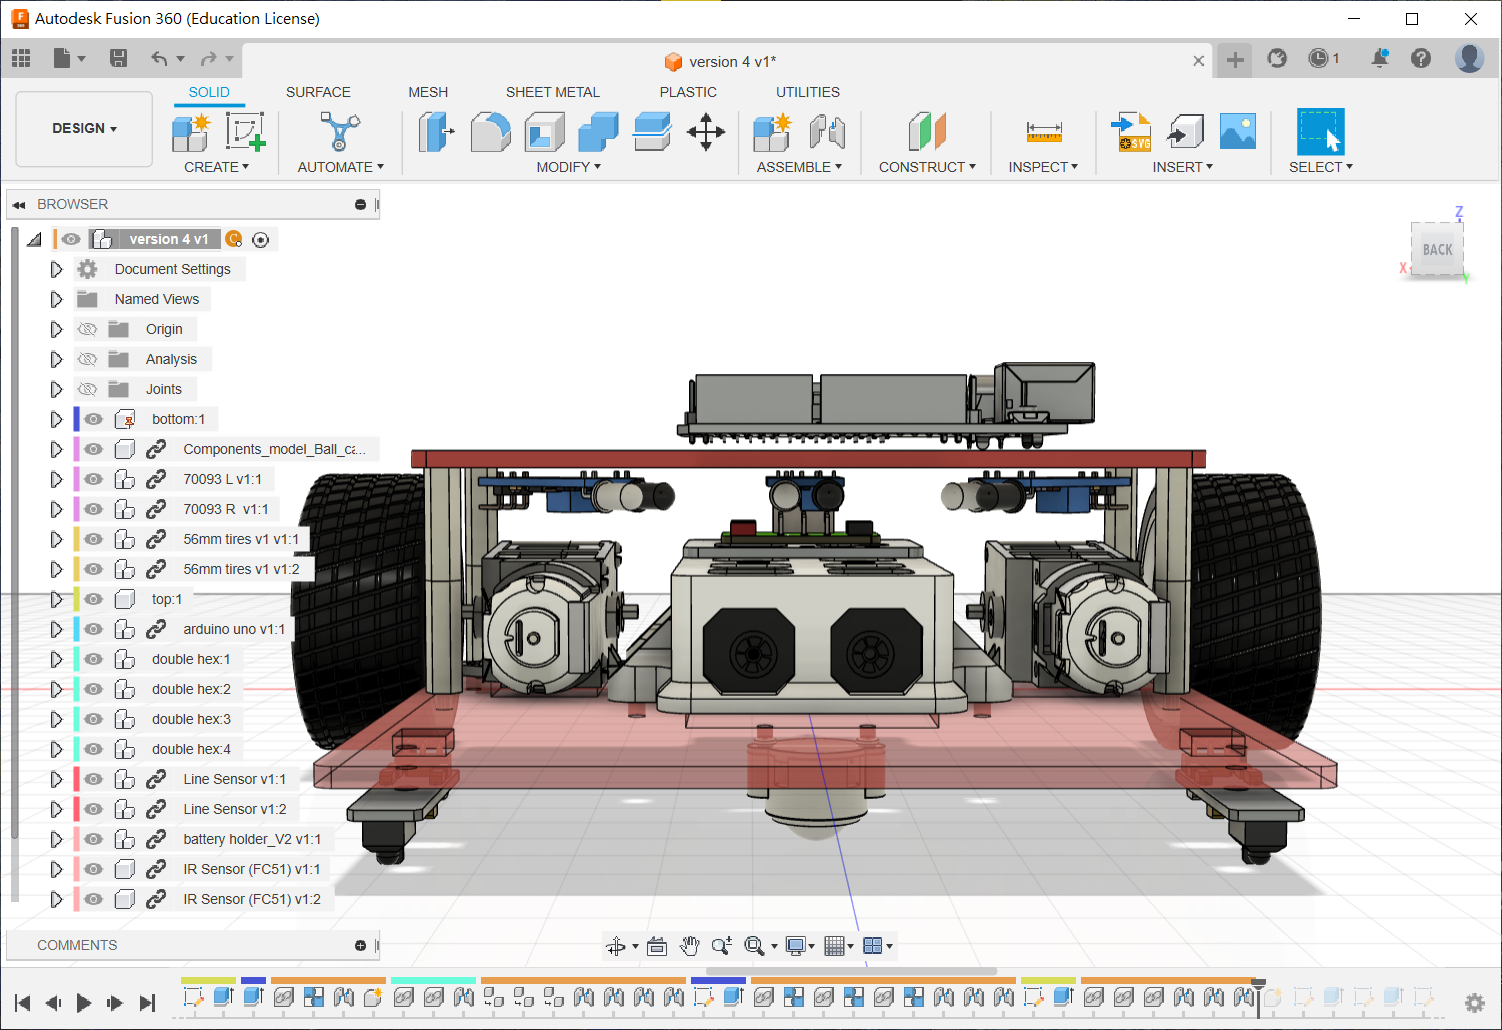 Autodesk Fusion 360 (Education License)
version 4 v1*
1
DESIGN
SOLID
SURFACE
MESH
SHEET METAL
PLASTIC
UTILITIES
CREATE
AUTOMATE
MODIFY
ASSEMBLE
CONSTRUCT
INSPECT
INSERT
SELECT
SVG
BROWSER
version 4 v1
Document Settings
Named Views
Origin
Analysis
Joints
bottom:1
Components_model_Ball_ca...
70093 L v1:1
70093 R v1:1
56mm tires v1 v1:1
56mm tires v1 v1:2
top:1
arduino uno v1:1
double hex:1
double hex:2
double hex:3
double hex:4
Line Sensor v1:1
Line Sensor v1:2
battery holder_V2 v1:1
IR Sensor (FC51) v1:1
IR Sensor (FC51) v1:2
Z
BACK
X
Y
COMMENTS